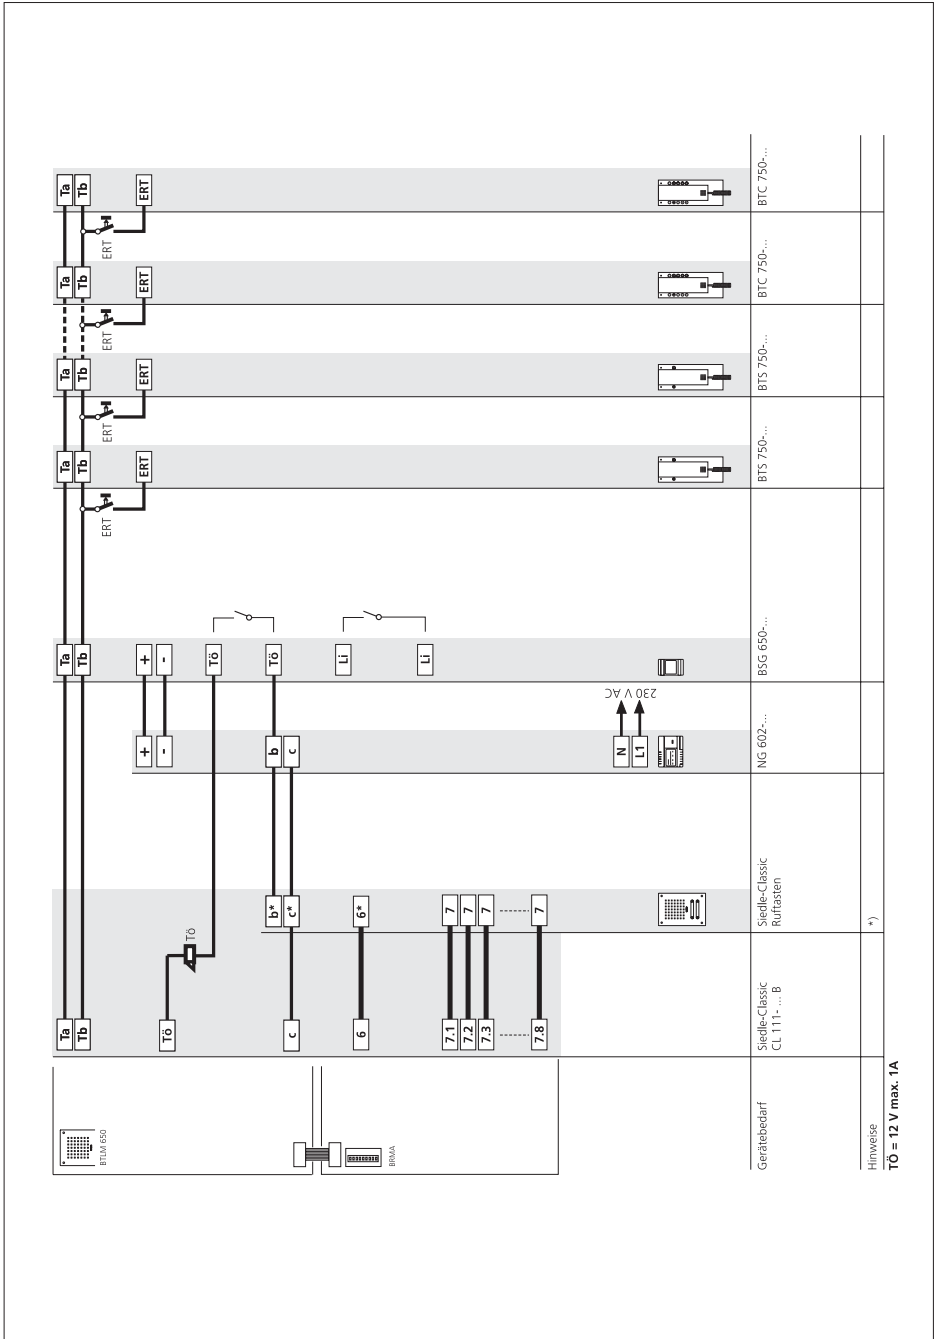 Ta Ta Ta Ta Ta Ta
Tb Tb Tb Tb Tb Tb
BTLM 650 ERT ERT ERT ERT
+ + ERT ERT ERT ERT
- -
Tö
Tö
Tö
b* b Tö
c c* c
Li
6 6*
BRMA
Li
7.1 7
7.2 7
7.3 7
7.8 7
N
230 V AC
L1
Gerätebedarf
Siedle-Classic
CL 111- ... B
Siedle-Classic
Ruftasten
NG 602-...
BSG 650-...
BTS 750-...
BTS 750-...
BTC 750-...
BTC 750-...
Hinweise *)
TÖ = 12 V max. 1A